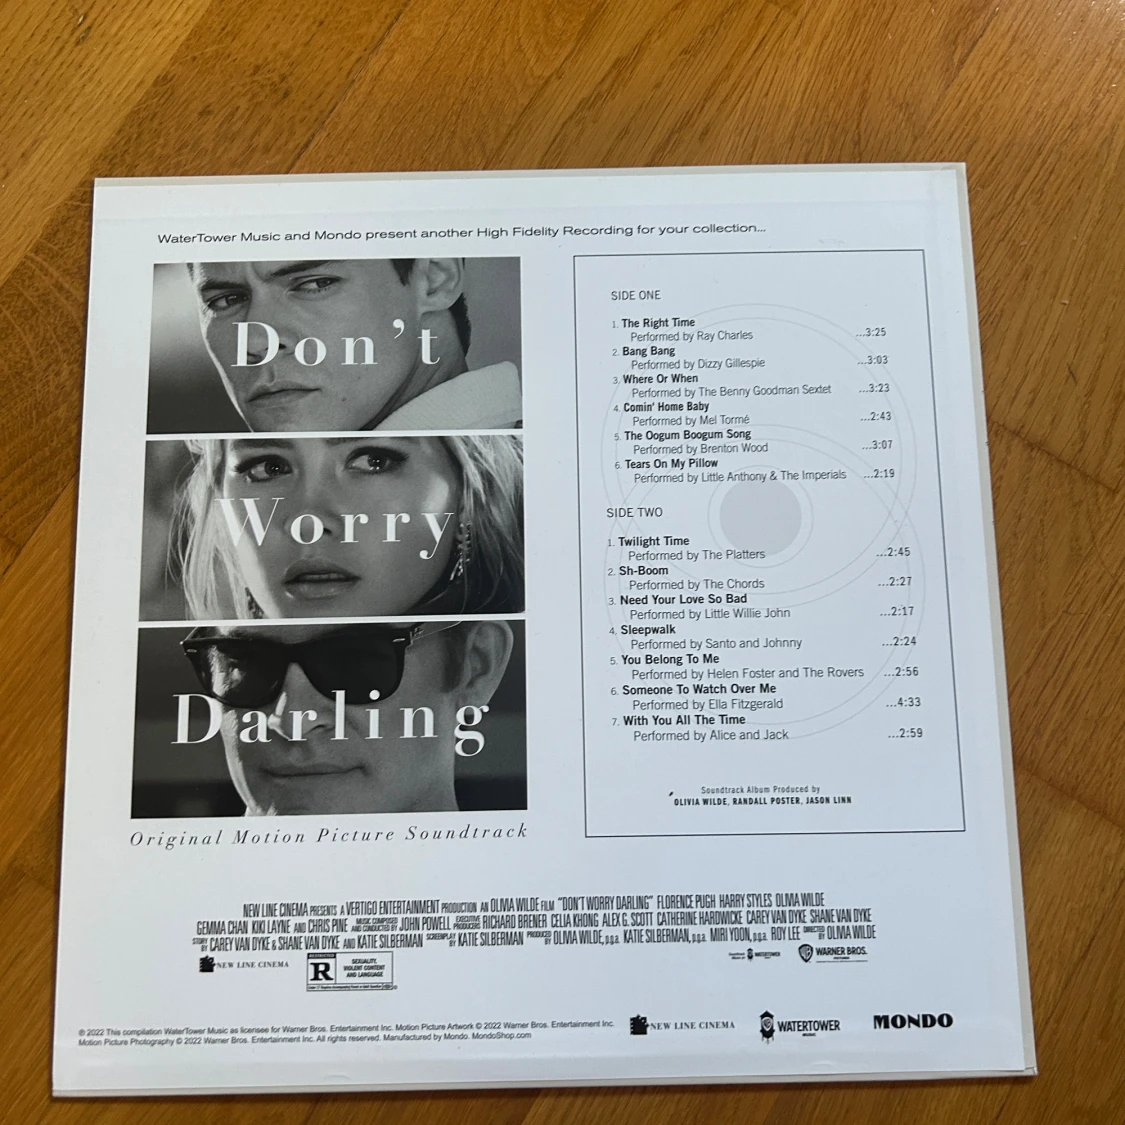 WaterTower Music and Mondo present another High Fidelity Recording for your collection...
Don't
Worry
Darling
Original Motion Picture Soundtrack
SIDE ONE
1. The Right Time
Performed by Ray Charles ...3:25
2. Bang Bang
Performed by Dizzy Gillespie ...3:03
3. Where Or When
Performed by The Benny Goodman Sextet ...3:23
4. Comin' Home Baby
Performed by Mel Tormé ...2:43
5. The Oogum Boogum Song
Performed by Brenton Wood ...3:07
6. Tears On My Pillow
Performed by Little Anthony & The Imperials ...2:19
SIDE TWO
1. Twilight Time
Performed by The Platters ...2:45
2. Sh-Boom
Performed by The Chords ...2:27
3. Need Your Love So Bad
Performed by Little Willie John ...2:17
4. Sleepwalk
Performed by Santo and Johnny ...2:24
5. You Belong To Me
Performed by Helen Foster and The Rovers ...2:56
6. Someone To Watch Over Me
Performed by Ella Fitzgerald ...4:33
7. With You All The Time
Performed by Alice and Jack ...2:59
Soundtrack Album Produced by
OLIVIA WILDE, RANDALL POSTER, JASON LINN
NEW LINE CINEMA PRESENTS A VERTIGO ENTERTAINMENT PRODUCTION AN OLIVIA WILDE FILM "DON'T WORRY DARLING" FLORENCE PUGH HARRY STYLES OLIVIA WILDE
GEMMA CHAN KIKI LAYNE AND CHRIS PINE MUSIC COMPOSED AND CONDUCTED BY JOHN POWELL EXECUTIVE PRODUCERS RICHARD BRENER CELIA KHONG ALEX G. SCOTT CATHERINE HARDWICKE CAREY VAN DYKE SHANE VAN DYKE
STORY BY CAREY VAN DYKE & SHANE VAN DYKE AND KATIE SILBERMAN SCREENPLAY BY KATIE SILBERMAN PRODUCED BY OLIVIA WILDE, p.g.a. KATIE SILBERMAN, p.g.a. MIRI YOON, p.g.a. ROY LEE DIRECTED BY OLIVIA WILDE
NEW LINE CINEMA
RESTRICTED
R
SEXUALITY,
VIOLENT CONTENT
AND LANGUAGE
WATERTOWER
WARNER BROS.
PICTURES
℗ 2022 This compilation WaterTower Music as licensee for Warner Bros. Entertainment Inc. Motion Picture Artwork © 2022 Warner Bros. Entertainment Inc.
Motion Picture Photography © 2022 Warner Bros. Entertainment Inc. All rights reserved. Manufactured by Mondo. MondoShop.com
NEW LINE CINEMA
WATERTOWER
MUSIC
MONDO